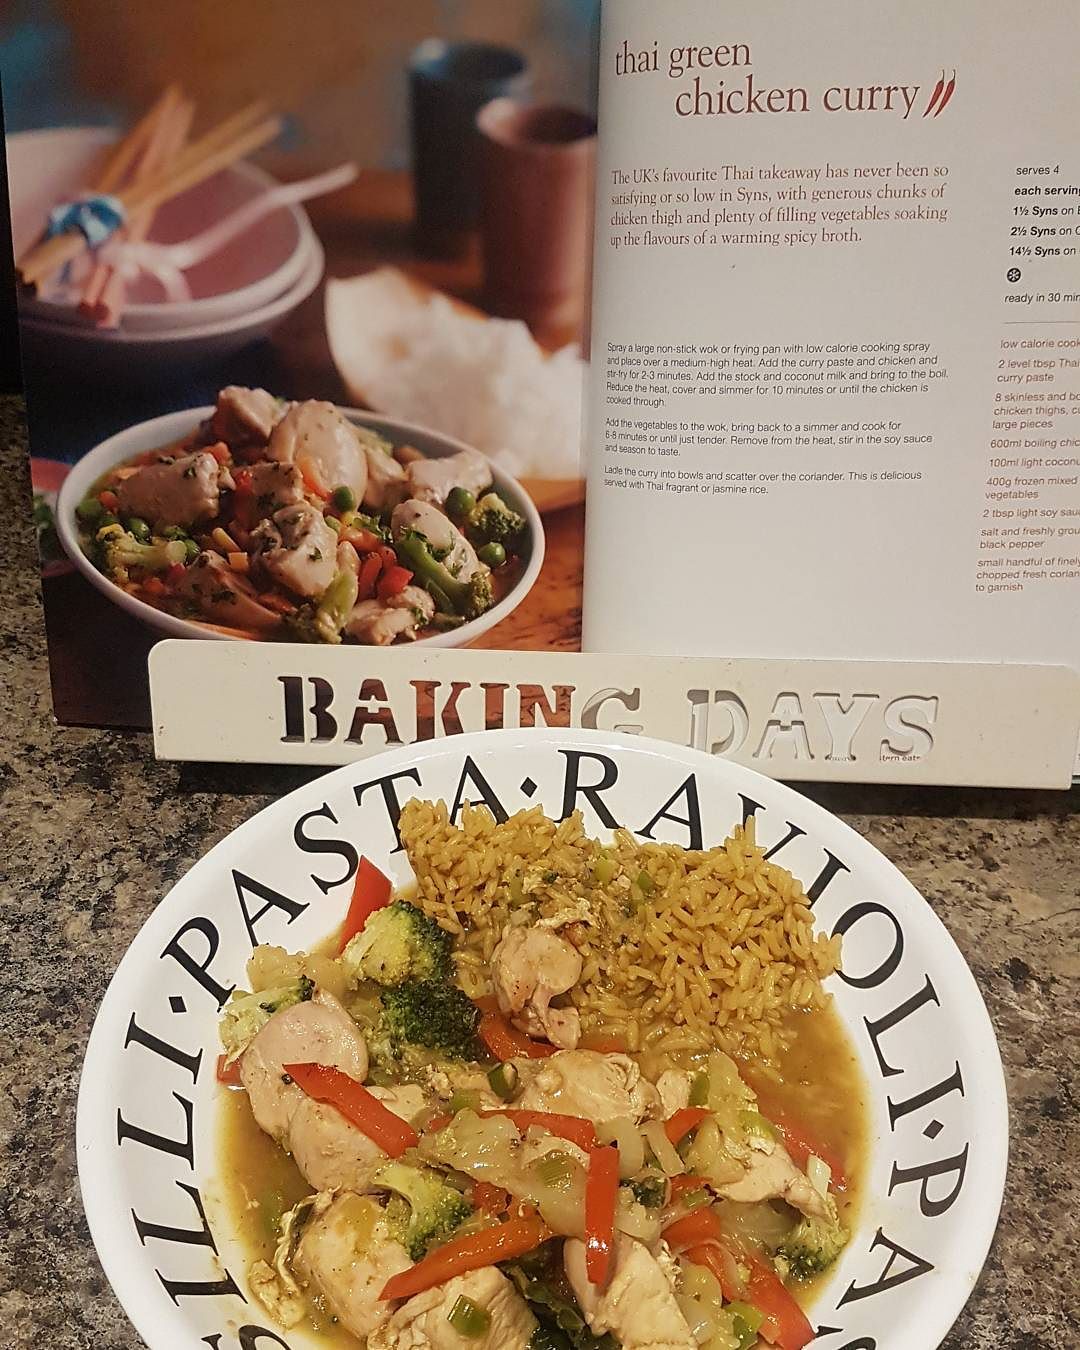 thai green
chicken curry
The UK's favourite Thai takeaway has never been so
satisfying or so low in Syns, with generous chunks of
chicken thigh and plenty of filling vegetables soaking
up the flavours of a warming spicy broth.
Spray a large non-stick wok or frying pan with low calorie cooking spray
and place over a medium-high heat. Add the curry paste and chicken and
stir-fry for 2-3 minutes. Add the stock and coconut milk and bring to the boil.
Reduce the heat, cover and simmer for 10 minutes or until the chicken is
cooked through.
Add the vegetables to the wok, bring back to a simmer and cook for
6-8 minutes or until just tender. Remove from the heat, stir in the soy sauce
and season to taste.
Ladle the curry into bowls and scatter over the coriander. This is delicious
served with Thai fragrant or jasmine rice.
serves 4
each serving
1½ Syns on
2½ Syns on
14½ Syns on
ready in 30
low calorie
2 level tbsp Thai
curry paste
8 skinless and
chicken thighs,
large pieces
600ml boiling
100ml light
400g frozen mixed
vegetables
2 tbsp light soy
salt and freshly
black pepper
small handful of finely
chopped fresh
to garnish
BAKING DAYS
PASTA·RAVIOLI·PA